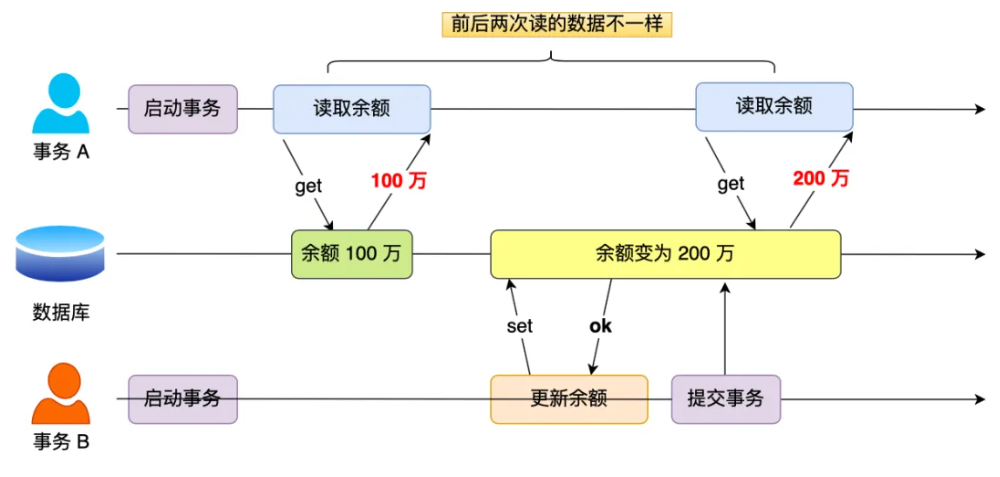 前后两次读的数据不一样
启动事务
读取余额
读取余额
事务 A
get
100 万
get
200 万
余额 100 万
余额变为 200 万
数据库
set
ok
启动事务
更新余额
提交事务
事务 B